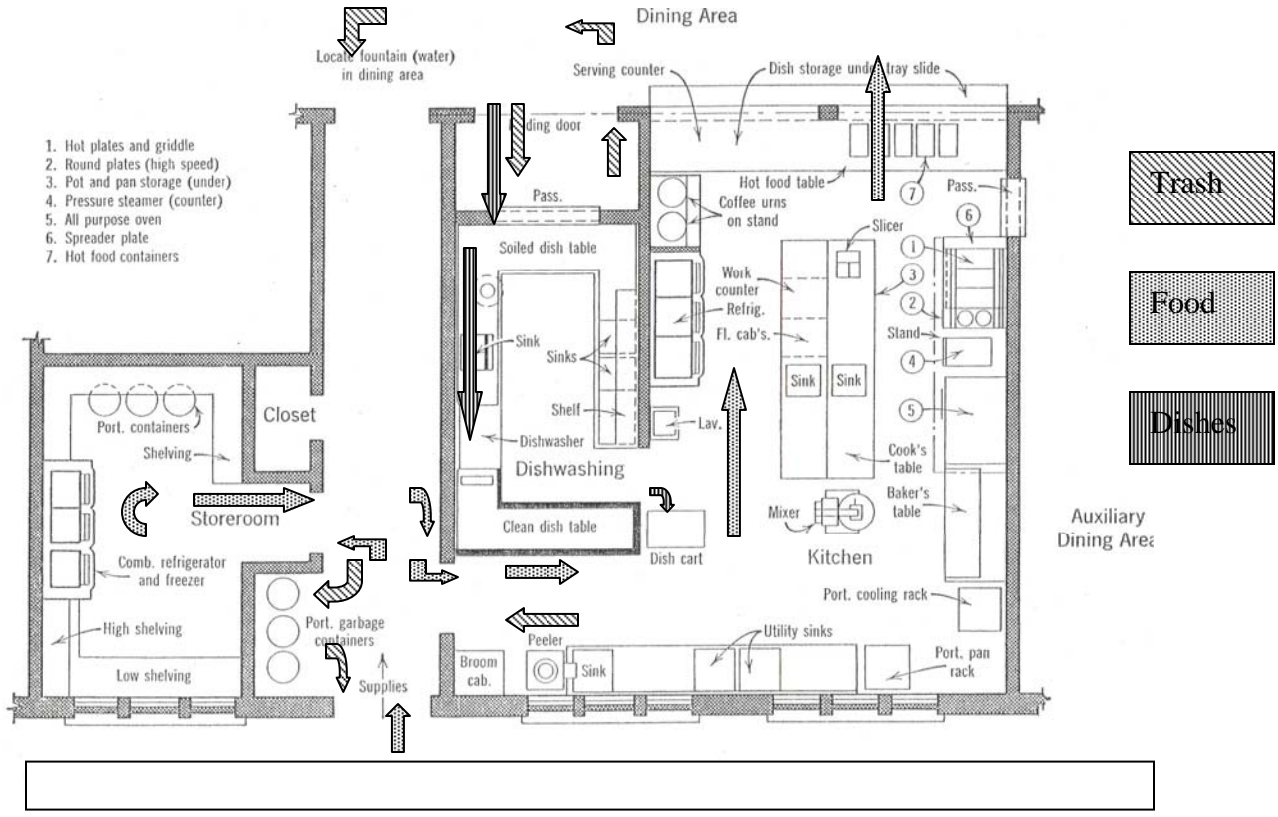 Dining Area
Locate fountain (water)
in dining area
Serving counter
Dish storage under tray slide
1. Hot plates and griddle
2. Round plates (high speed)
3. Pot and pan storage (under)
4. Pressure steamer (counter)
5. All purpose oven
6. Spreader plate
7. Hot food containers
door
Trash
Pass.
Hot food table
7
Pass.
Coffee urns
on stand
6
Slicer
Soiled dish table
1
Work
counter
3
Refrig.
2
Food
Fl. cab's.
Stand
Sink
Sinks
4
Sink
Sink
Closet
Port. containers
Shelf
5
Lav.
Dishes
Dishwasher
Shelving
Dishwashing
Cook's
table
Baker's
table
Mixer
Storeroom
Clean dish table
Auxiliary
Dining Area
Dish cart
Kitchen
Comb. refrigerator
and freezer
Port. cooling rack
Port. garbage
containers
High shelving
Peeler
Utility sinks
Port. pan
rack
Broom
cab.
Sink
Low shelving
Supplies